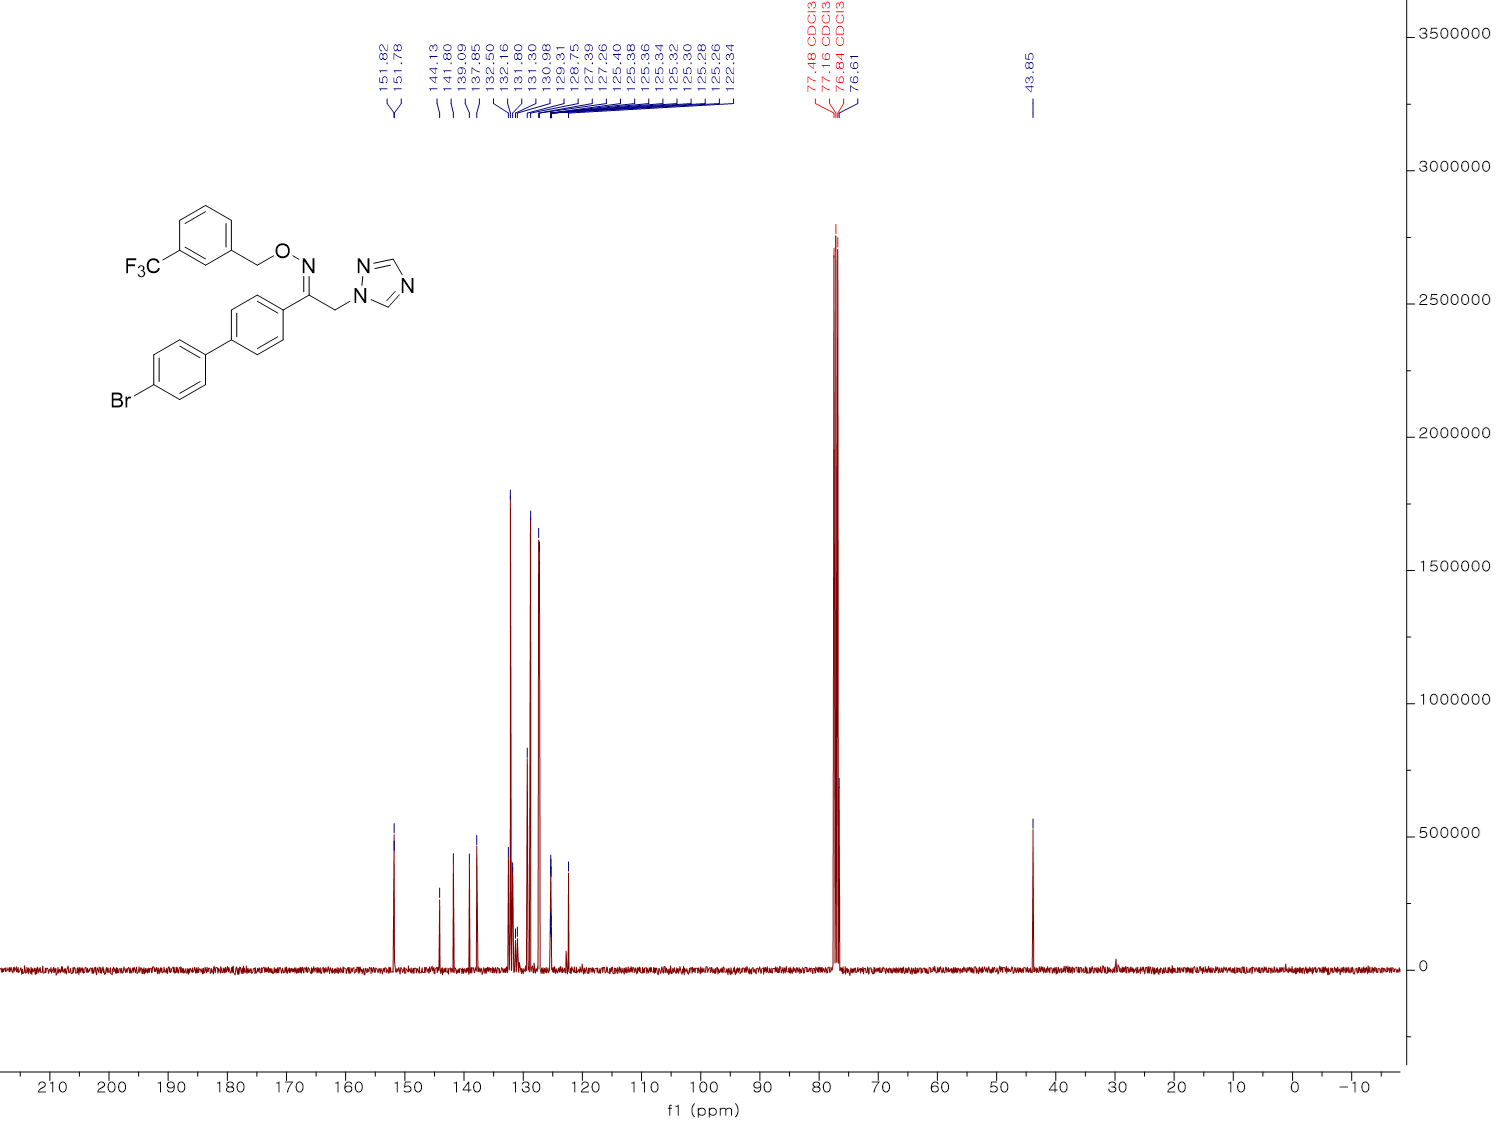 151.82
151.78
144.13
141.80
139.09
137.85
132.50
132.16
131.80
131.30
130.98
129.31
128.75
127.39
127.26
125.40
125.38
125.36
125.34
125.32
125.30
125.28
125.26
122.34
77.48 CDCl3
77.16 CDCl3
76.84 CDCl3
76.61
43.85
3500000
3000000
2500000
2000000
1500000
1000000
500000
0
O
F3C
N
N
N
N
Br
210 200 190 180 170 160 150 140 130 120 110 100 90 80 70 60 50 40 30 20 10 0 -10
f1 (ppm)